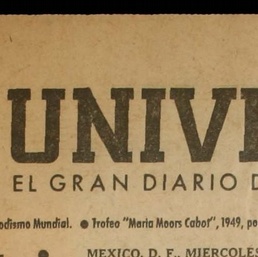 UNIV
EL GRAN DIARIO D
odismo Mundial. ● Trofeo "Maria Moors Cabot", 1949, po
● MEXICO, D. F., MIERCOLES